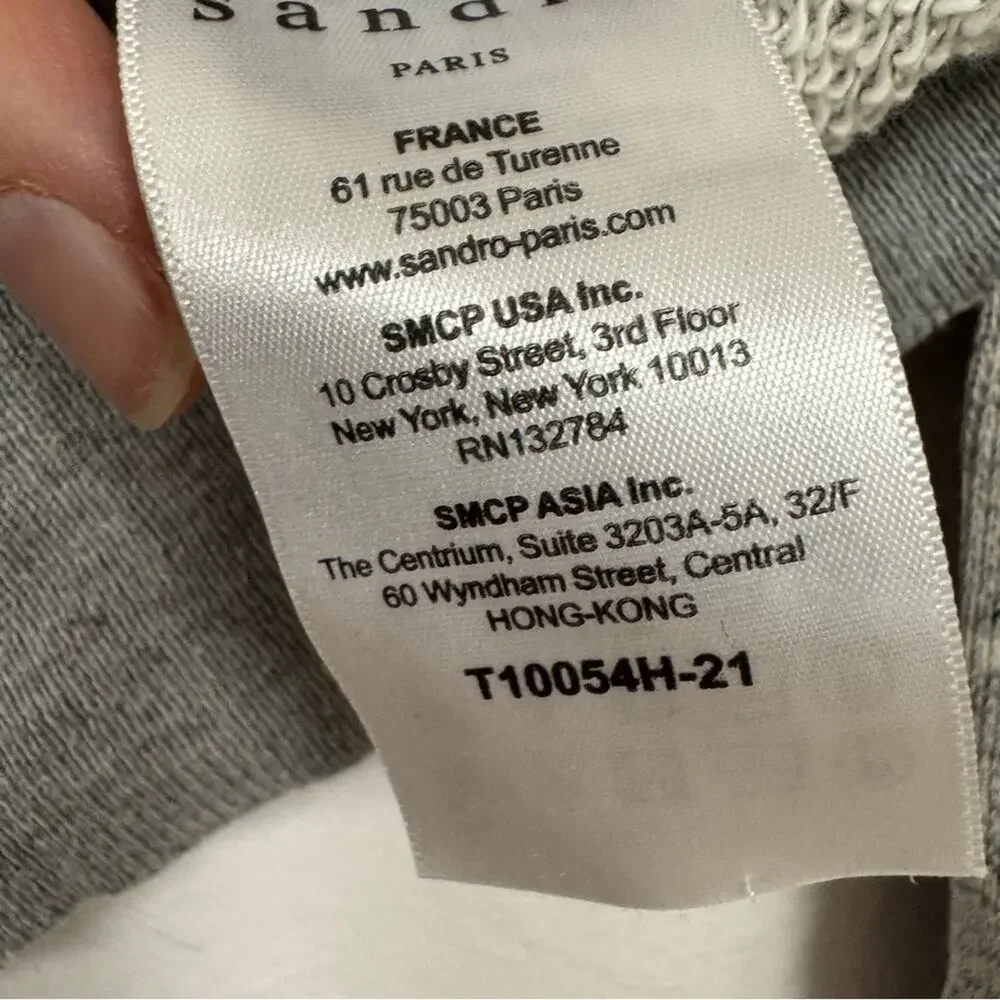 sandro
PARIS
FRANCE
61 rue de Turenne
75003 Paris
www.sandro-paris.com
SMCP USA Inc.
10 Crosby Street, 3rd Floor
New York, New York 10013
RN132784
SMCP ASIA Inc.
The Centrium, Suite 3203A-5A, 32/F
60 Wyndham Street, Central
HONG-KONG
T10054H-21